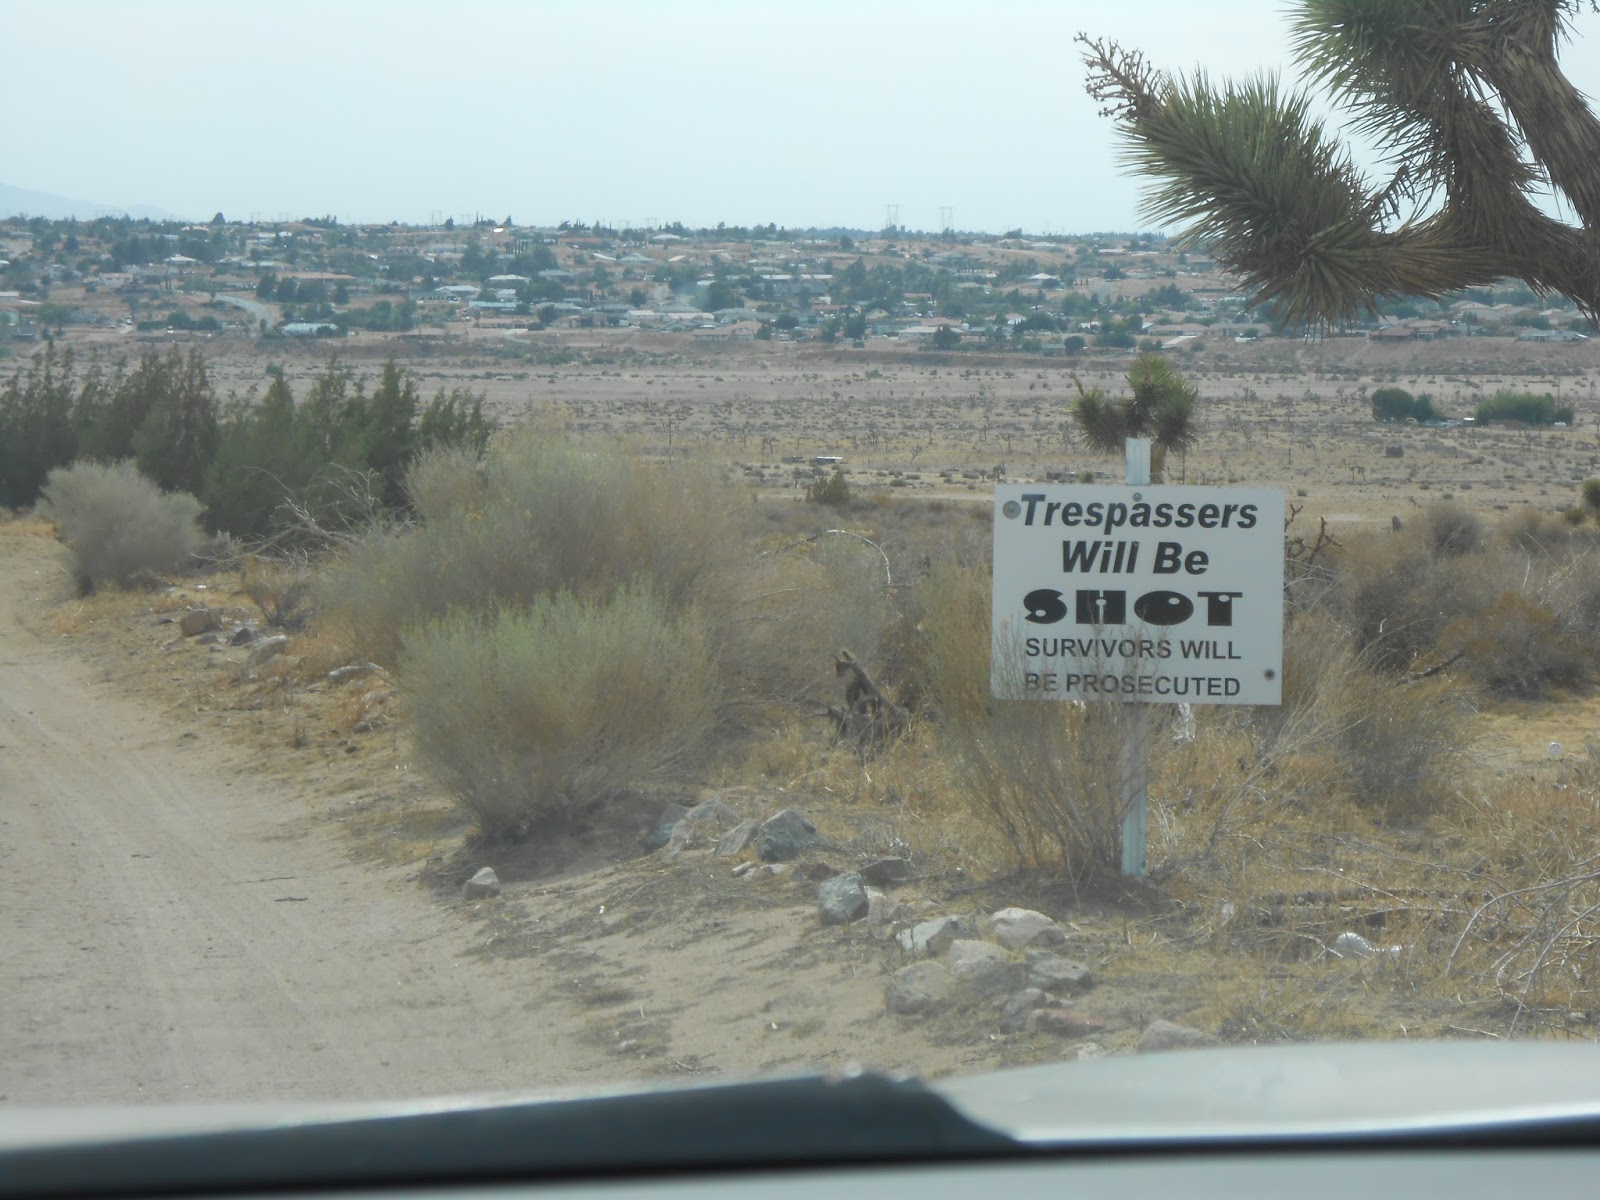 Trespassers
Will Be
SHOT
SURVIVORS WILL
BE PROSECUTED